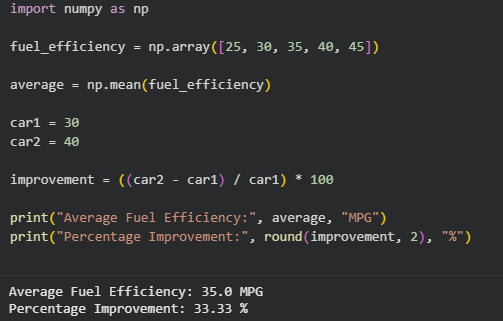 import numpy as np
fuel_efficiency = np.array([25, 30, 35, 40, 45])
average = np.mean(fuel_efficiency)
car1 = 30
car2 = 40
improvement = ((car2 - car1) / car1) * 100
print("Average Fuel Efficiency:", average, "MPG")
print("Percentage Improvement:", round(improvement, 2), "%")
Average Fuel Efficiency: 35.0 MPG
Percentage Improvement: 33.33 %